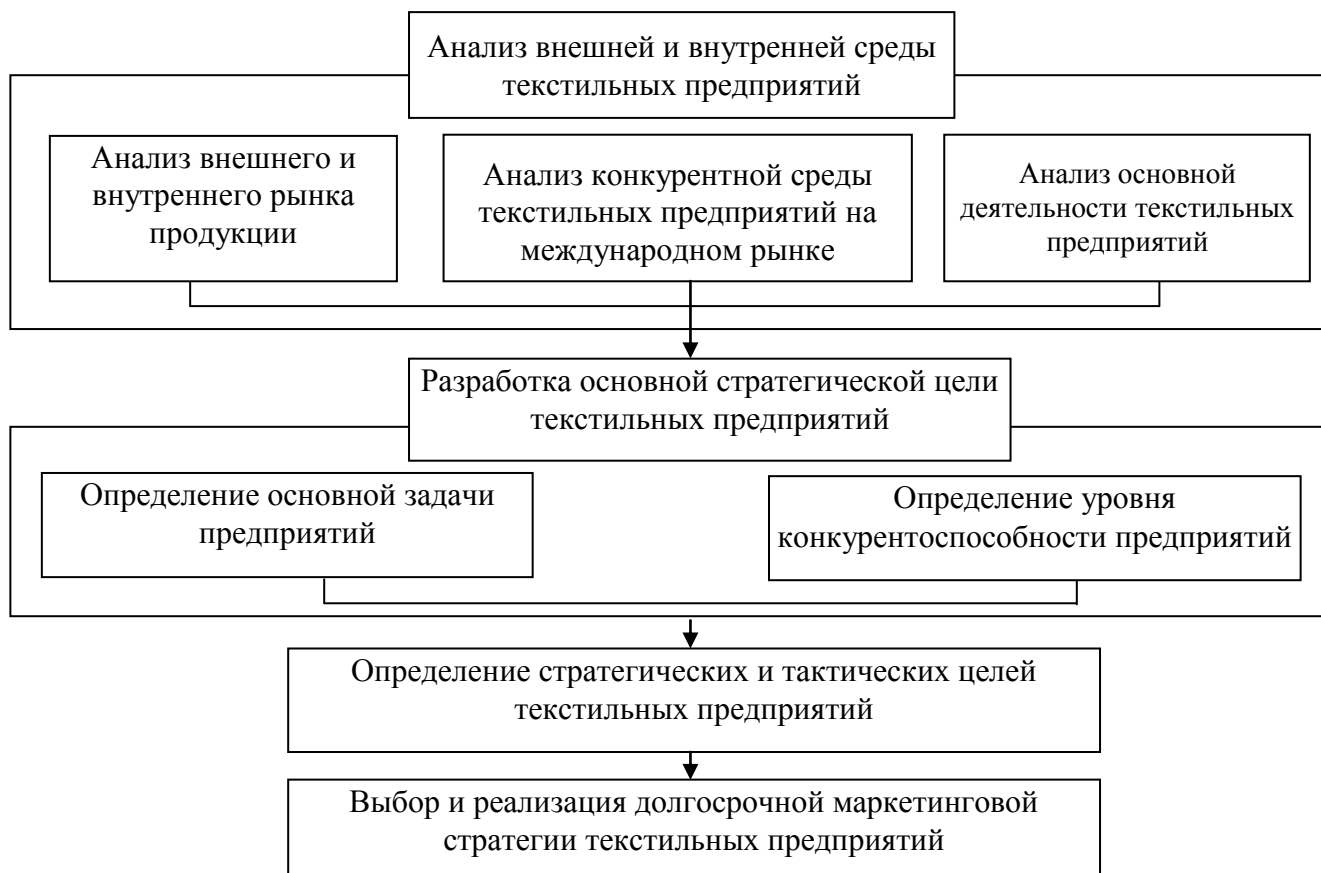 Анализ внешней и внутренней среды
текстильных предприятий
Анализ внешнего и
внутреннего рынка
продукции
Анализ конкурентной среды
текстильных предприятий на
международном рынке
Анализ основной
деятельности текстильных
предприятий
Разработка основной стратегической цели
текстильных предприятий
Определение основной задачи
предприятий
Определение уровня
конкурентоспособности предприятий
Определение стратегических и тактических целей
текстильных предприятий
Выбор и реализация долгосрочной маркетинговой
стратегии текстильных предприятий